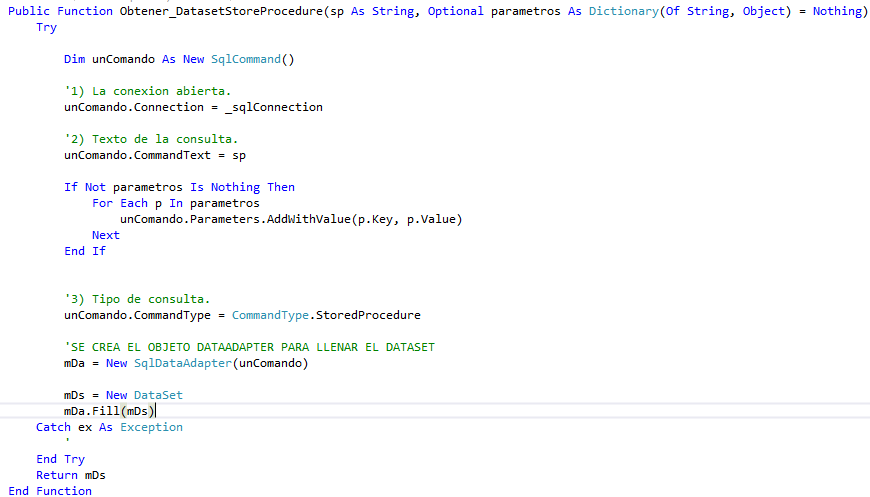 Public Function Obtener_DatasetStoreProcedure(sp As String, Optional parametros As Dictionary(Of String, Object) = Nothing)
Try
Dim unComando As New SqlCommand()
'1) La conexion abierta.
unComando.Connection = _sqlConnection
'2) Texto de la consulta.
unComando.CommandText = sp
If Not parametros Is Nothing Then
For Each p In parametros
unComando.Parameters.AddWithValue(p.Key, p.Value)
Next
End If
'3) Tipo de consulta.
unComando.CommandType = CommandType.StoredProcedure
'SE CREA EL OBJETO DATAADAPTER PARA LLENAR EL DATASET
mDa = New SqlDataAdapter(unComando)
mDs = New DataSet
mDa.Fill(mDs)
Catch ex As Exception
'
End Try
Return mDs
End Function